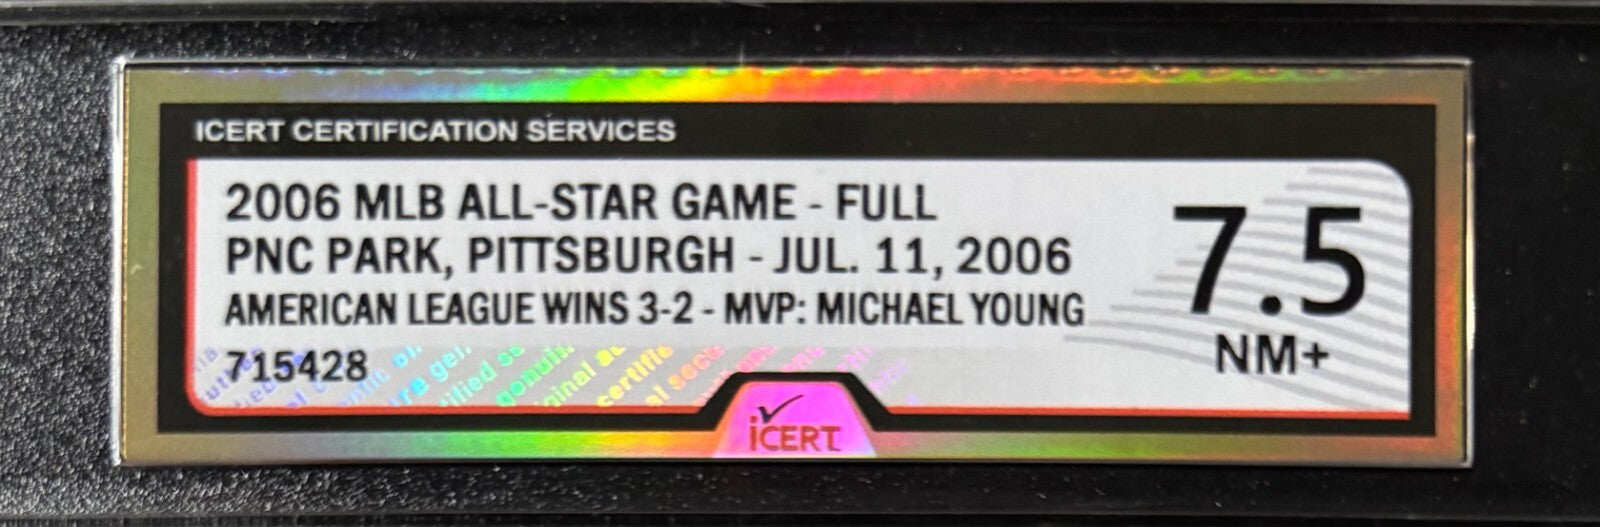 ICERT CERTIFICATION SERVICES
2006 MLB ALL-STAR GAME - FULL
PNC PARK, PITTSBURGH - JUL. 11, 2006
AMERICAN LEAGUE WINS 3-2 - MVP: MICHAEL YOUNG
7.5
NM+
715428
iCERT